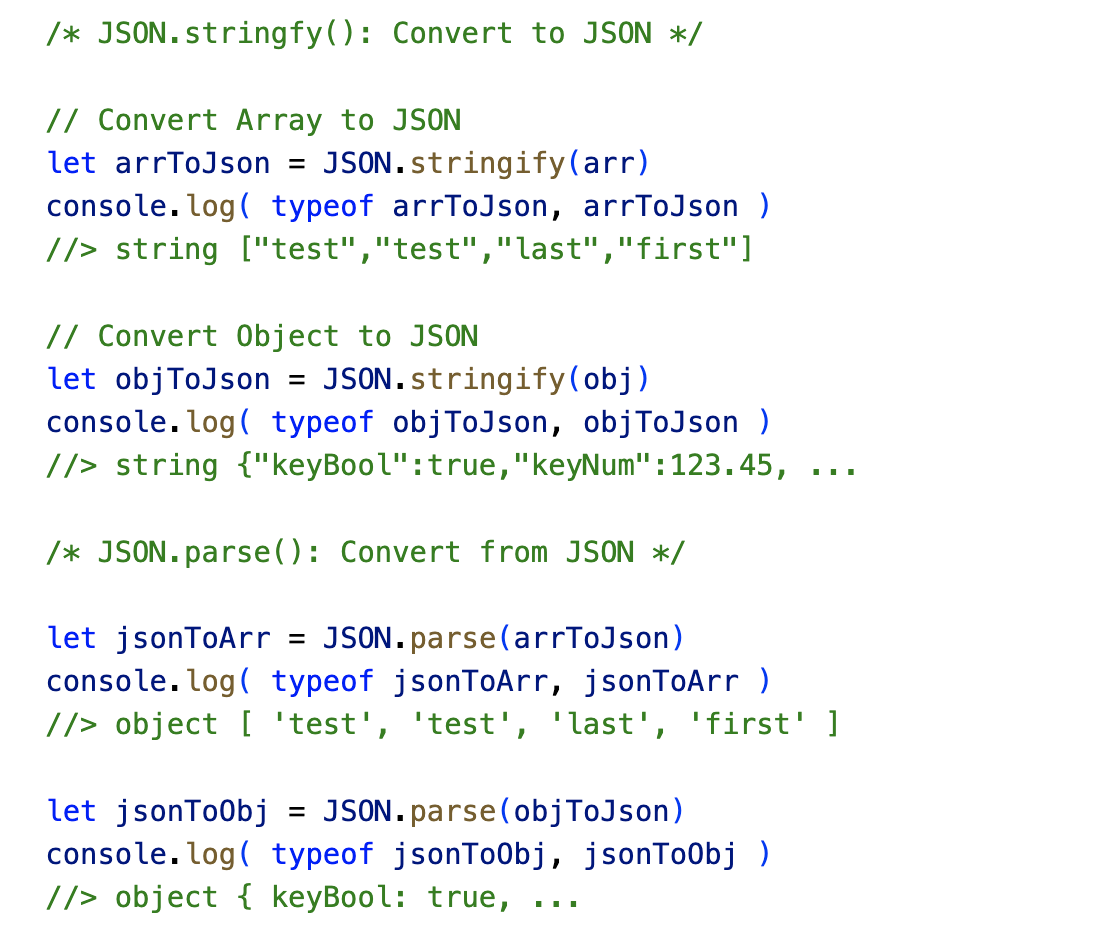 /* JSON.stringfy(): Convert to JSON */
// Convert Array to JSON
let arrToJson = JSON.stringify(arr)
console.log( typeof arrToJson, arrToJson )
//> string ["test","test","last","first"]
// Convert Object to JSON
let objToJson = JSON.stringify(obj)
console.log( typeof objToJson, objToJson )
//> string {"keyBool":true,"keyNum":123.45, ...
/* JSON.parse(): Convert from JSON */
let jsonToArr = JSON.parse(arrToJson)
console.log( typeof jsonToArr, jsonToArr )
//> object [ 'test', 'test', 'last', 'first' ]
let jsonToObj = JSON.parse(objToJson)
console.log( typeof jsonToObj, jsonToObj )
//> object { keyBool: true, ...